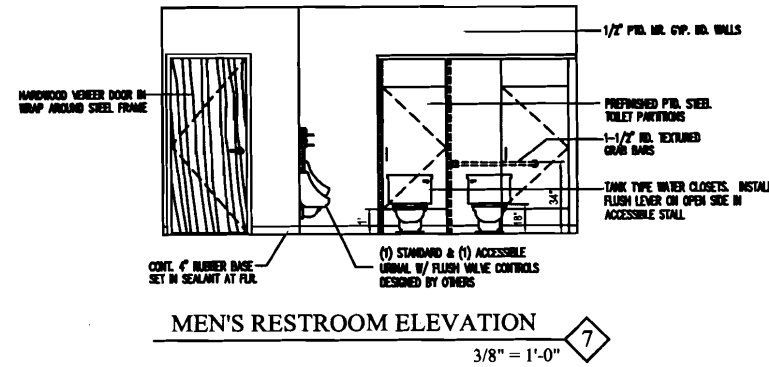 1/2" PTD. MR. GYP. BD. WALLS
HARDWOOD VENEER DOOR IN
WRAP AROUND STEEL FRAME
PREFINISHED PTD. STEEL
TOILET PARTITIONS
1-1/2" RD. TEXTURED
GRAB BARS
TANK TYPE WATER CLOSETS. INSTALL
FLUSH LEVER ON OPEN SIDE IN
ACCESSIBLE STALL
1'
18"
34"
CONT. 4" RUBBER BASE
SET IN SEALANT AT FLR.
(1) STANDARD & (1) ACCESSIBLE
URINAL W/ FLUSH VALVE CONTROLS
DESIGNED BY OTHERS
MEN'S RESTROOM ELEVATION
7
3/8" = 1'-0"